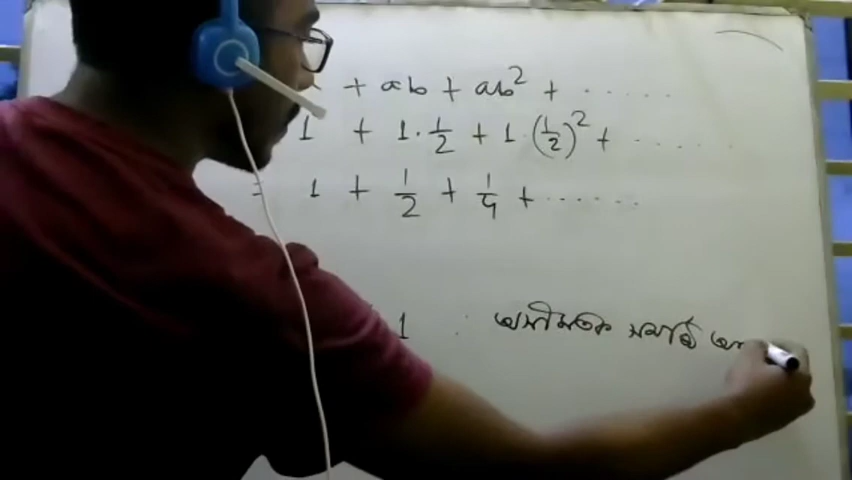 + ab + ab² + ......
1 + 1 · 1/2 + 1 · (1/2)² + ......
= 1 + 1/2 + 1/4 + ......
1 অসীমতক সমষ্টি